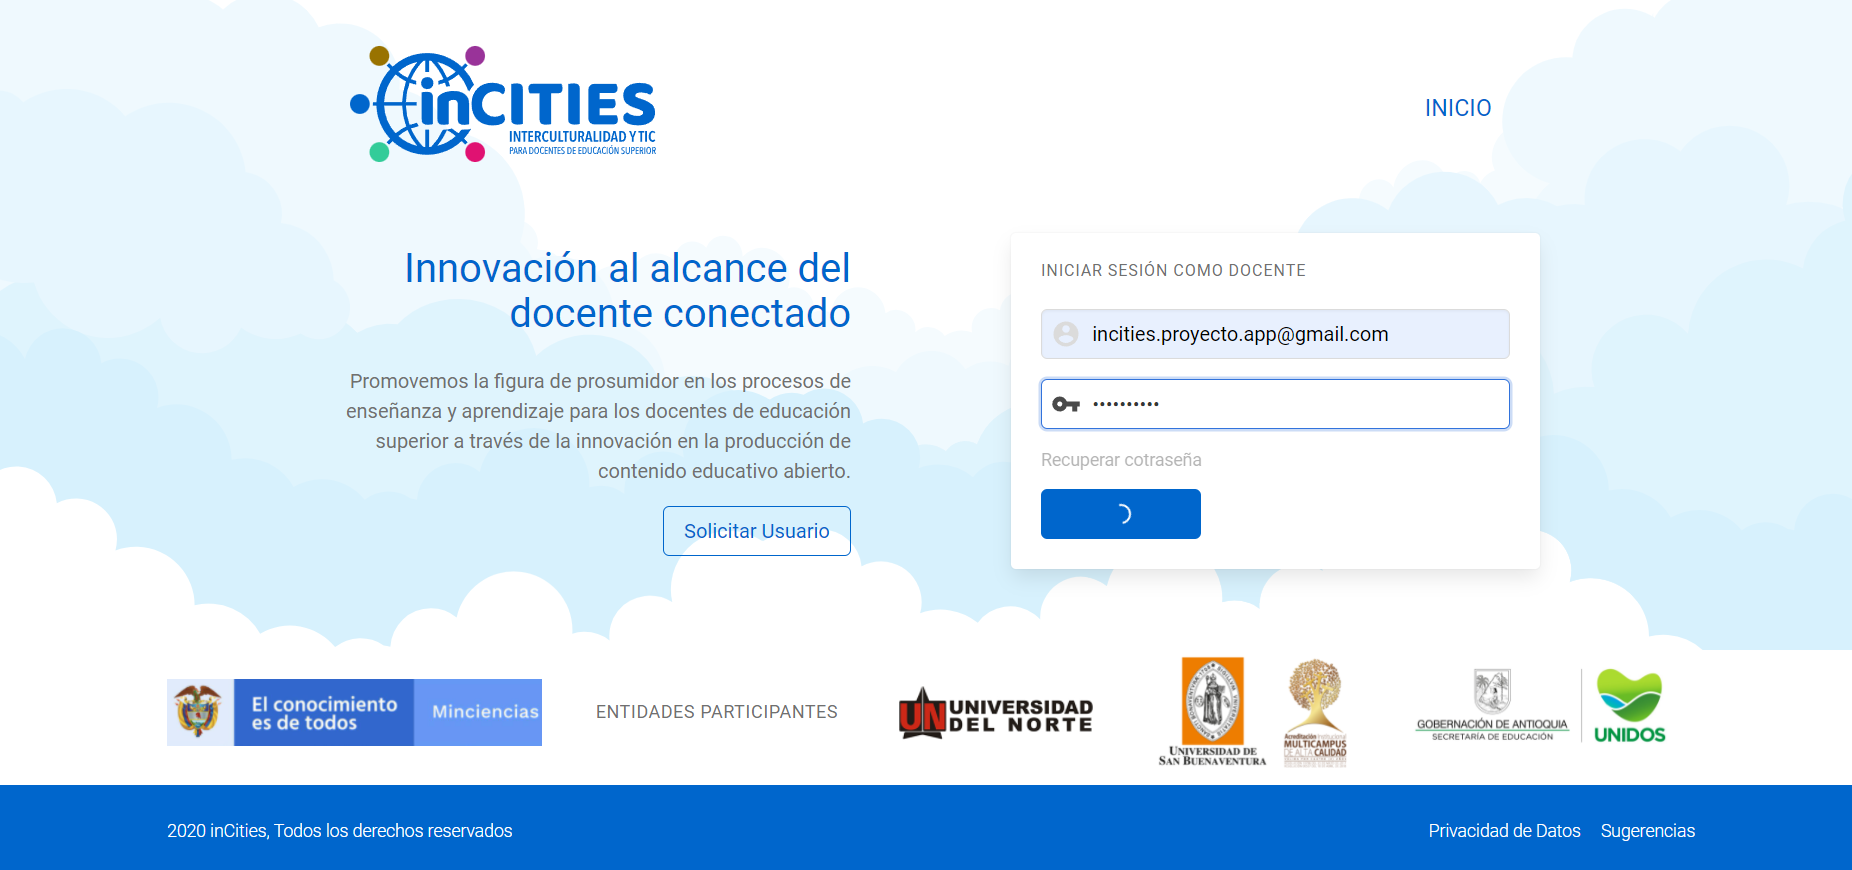 inCITIES
INTERCULTURALIDAD Y TIC
PARA DOCENTES DE EDUCACIÓN SUPERIOR
INICIO
Innovación al alcance del
docente conectado
Promovemos la figura de prosumidor en los procesos de
enseñanza y aprendizaje para los docentes de educación
superior a través de la innovación en la producción de
contenido educativo abierto.
Solicitar Usuario
INICIAR SESIÓN COMO DOCENTE
incities.proyecto.app@gmail.com
••••••••••
Recuperar cotraseña
El conocimiento
es de todos
Minciencias
ENTIDADES PARTICIPANTES
UN UNIVERSIDAD
DEL NORTE
UNIVERSIDAD DE
SAN BUENAVENTURA
Acreditación Institucional
MULTICAMPUS
DE ALTA CALIDAD
GOBERNACIÓN DE ANTIOQUIA
SECRETARÍA DE EDUCACIÓN
UNIDOS
2020 inCities, Todos los derechos reservados
Privacidad de Datos
Sugerencias